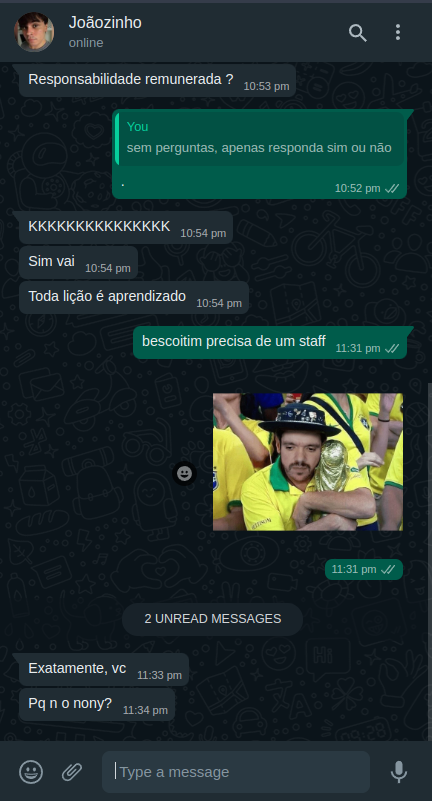 Joãozinho
online
Responsabilidade remunerada ?
10:53 pm
You
sem perguntas, apenas responda sim ou não
.
10:52 pm
KKKKKKKKKKKKKKK
10:54 pm
Sim vai
10:54 pm
Toda lição é aprendizado
10:54 pm
bescoitim precisa de um staff
11:31 pm
11:31 pm
2 UNREAD MESSAGES
Exatamente, vc
11:33 pm
Pq n o nony?
11:34 pm
Type a message